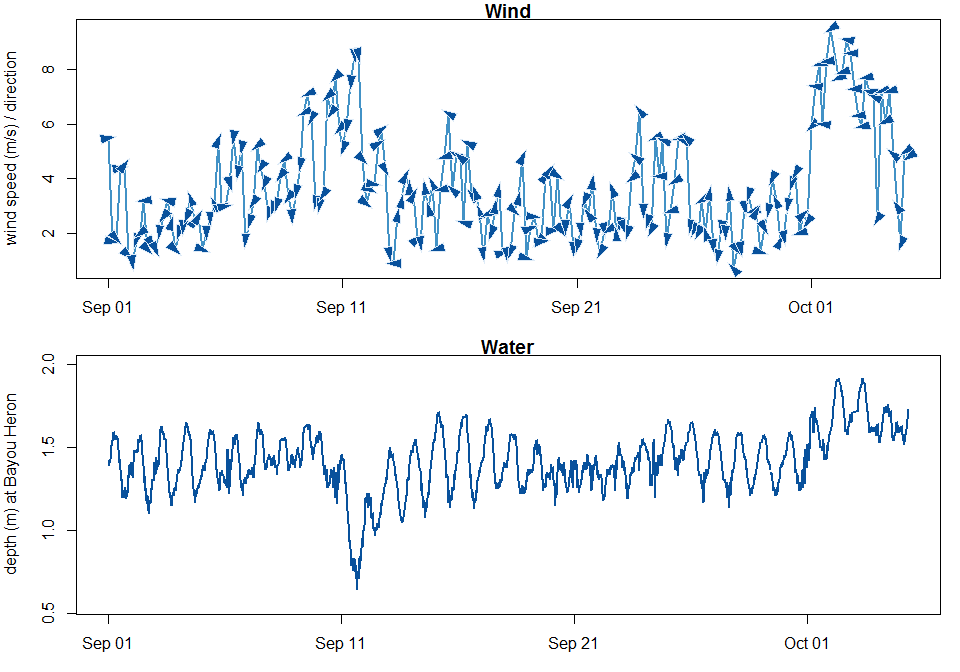 Wind
wind speed (m/s) / direction
8
6
4
2
Sep 01 Sep 11 Sep 21 Oct 01
Water
depth (m) at Bayou Heron
2.0
1.5
1.0
0.5
Sep 01 Sep 11 Sep 21 Oct 01